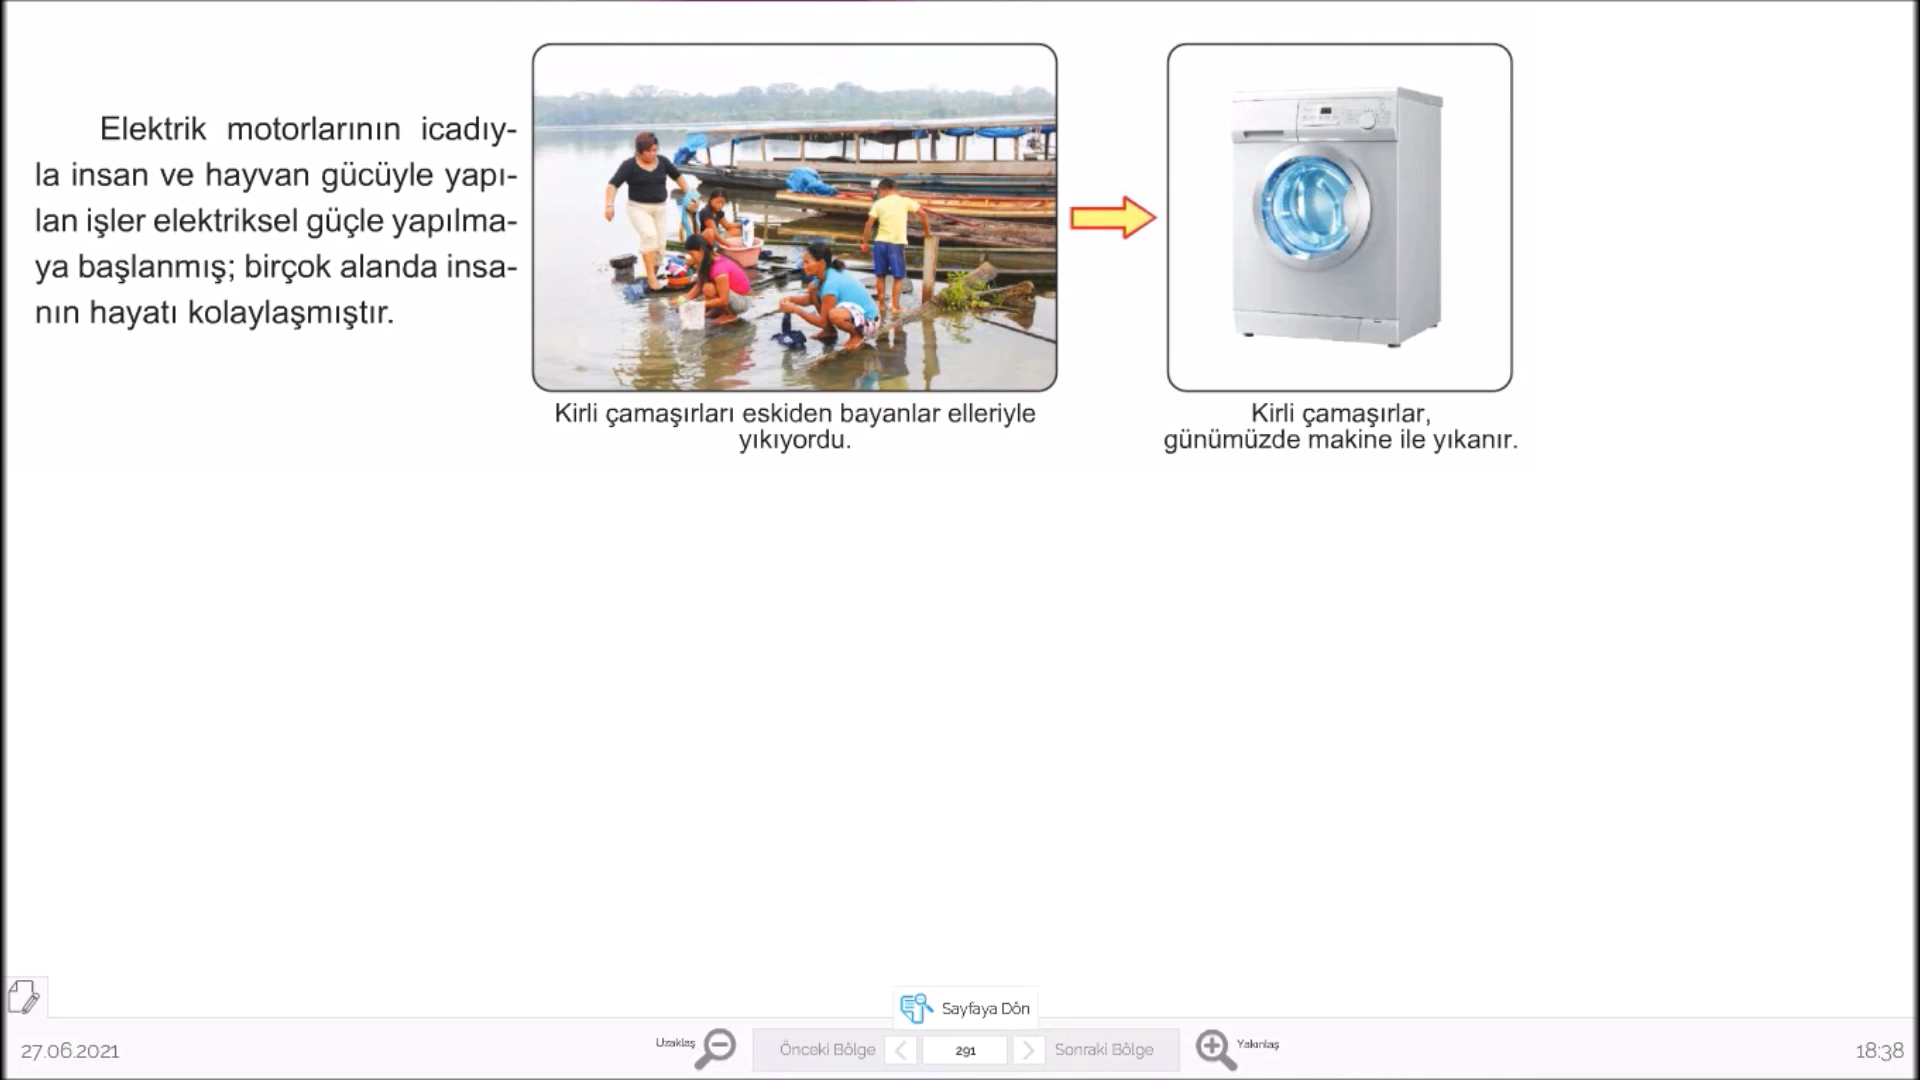 Elektrik motorlarının icadıy-
la insan ve hayvan gücüyle yapı-
lan işler elektriksel güçle yapılma-
ya başlanmış; birçok alanda insa-
nın hayatı kolaylaşmıştır.
Kirli çamaşırları eskiden bayanlar elleriyle
yıkıyordu.
Kirli çamaşırlar,
günümüzde makine ile yıkanır.
Sayfaya Dön
27.06.2021
Uzaklaş
Önceki Bölge
291
Sonraki Bölge
Yakınlaş
18:38